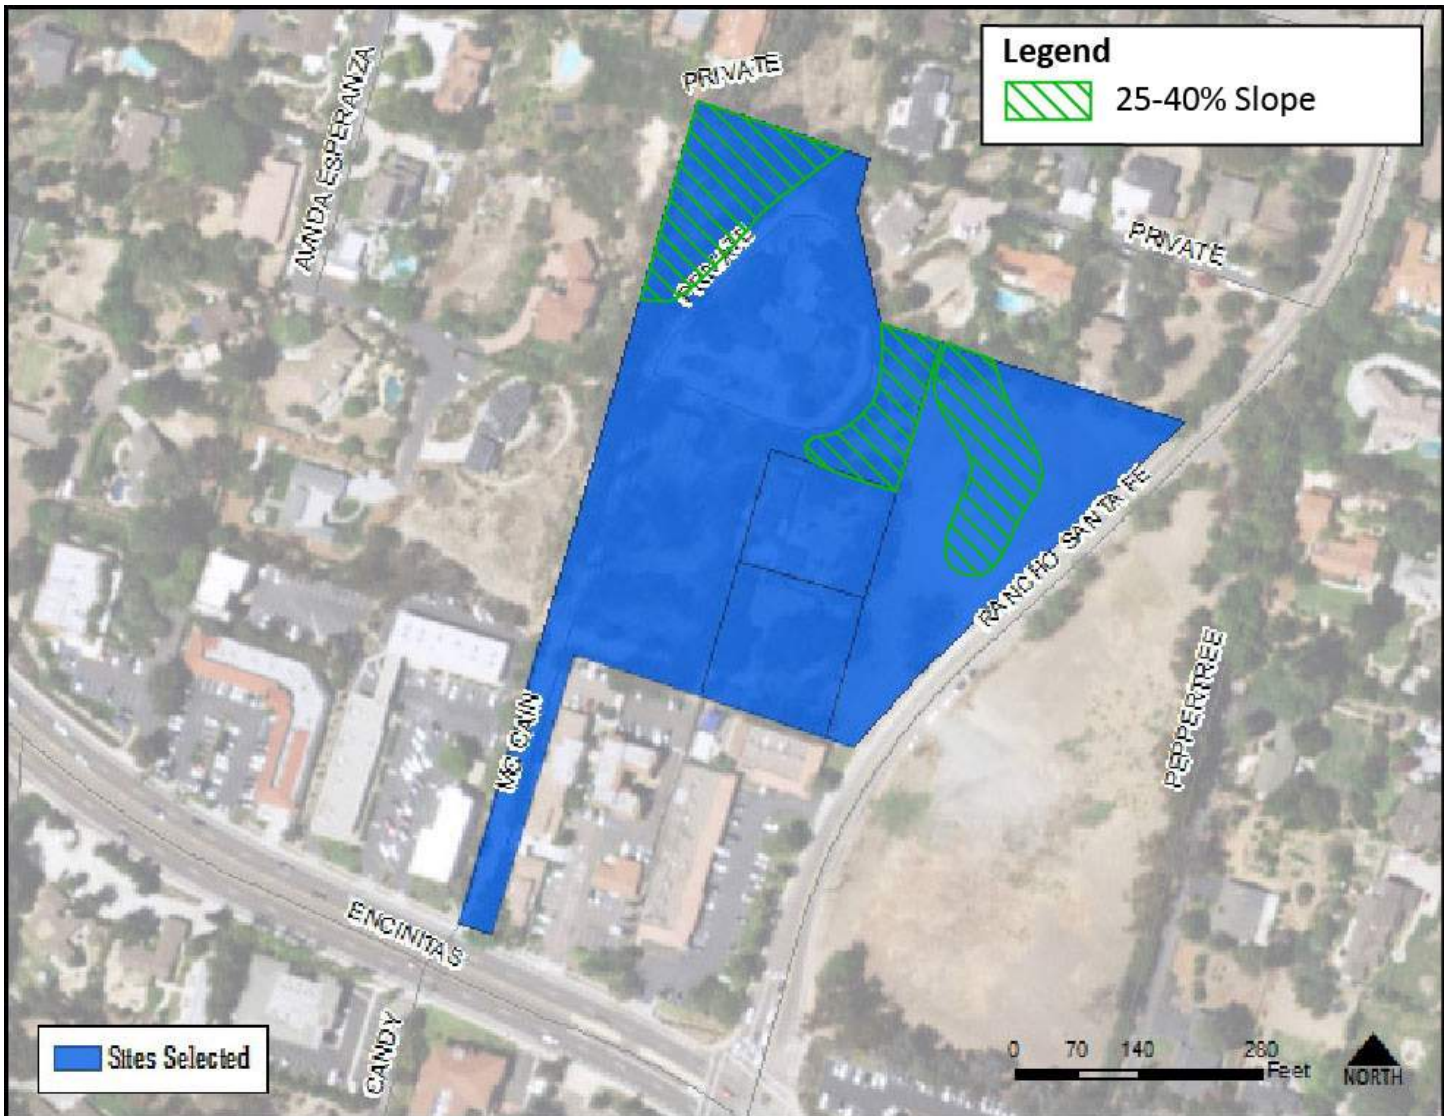 Legend
25-40% Slope
PRIVATE
AVNDA ESPERANZA
PRIVATE
PRIVATE
RANCHO SANTA FE
PEPPERTREE
MC CAIN
ENCINITAS
CANDY
Sites Selected
0 70 140 280
Feet
NORTH